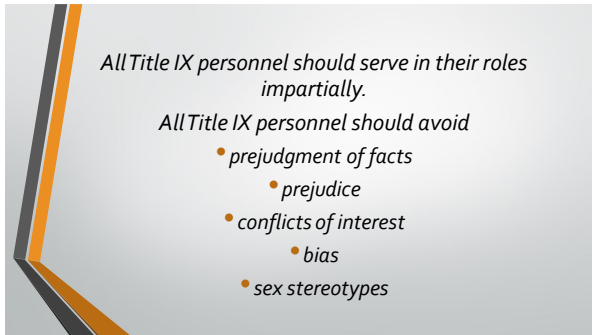 All Title IX personnel should serve in their roles
impartially.
All Title IX personnel should avoid
• prejudgment of facts
• prejudice
• conflicts of interest
• bias
• sex stereotypes